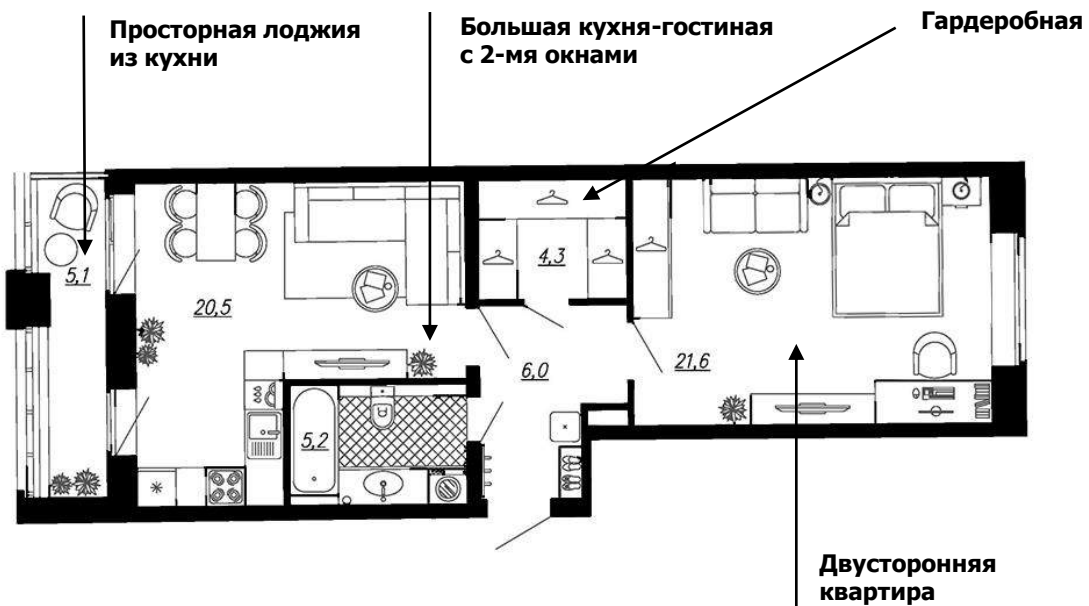 Просторная лоджия
из кухни
Большая кухня-гостиная
с 2-мя окнами
Гардеробная
5,1
20,5
4,3
6,0
21,6
5,2
Двусторонняя
квартира